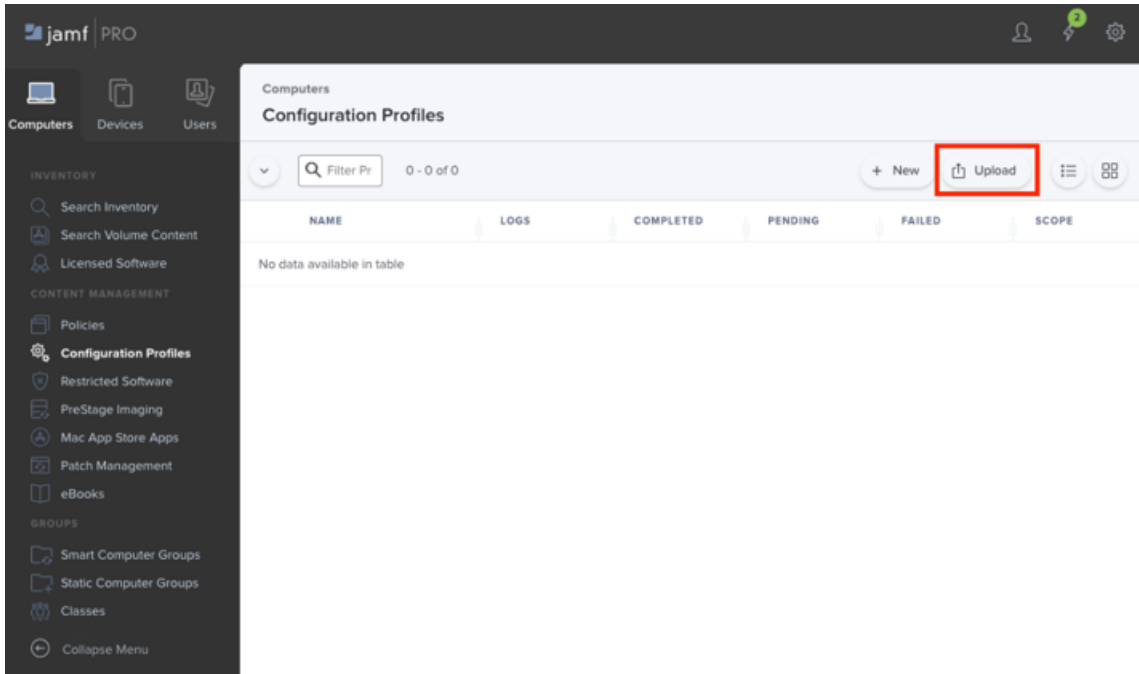 jamf PRO
2
Computers
Devices
Users
INVENTORY
Search Inventory
Search Volume Content
Licensed Software
CONTENT MANAGEMENT
Policies
Configuration Profiles
Restricted Software
PreStage Imaging
Mac App Store Apps
Patch Management
eBooks
GROUPS
Smart Computer Groups
Static Computer Groups
Classes
Collapse Menu
Computers
Configuration Profiles
Filter Pr 0 - 0 of 0 + New Upload
NAME LOGS COMPLETED PENDING FAILED SCOPE
No data available in table